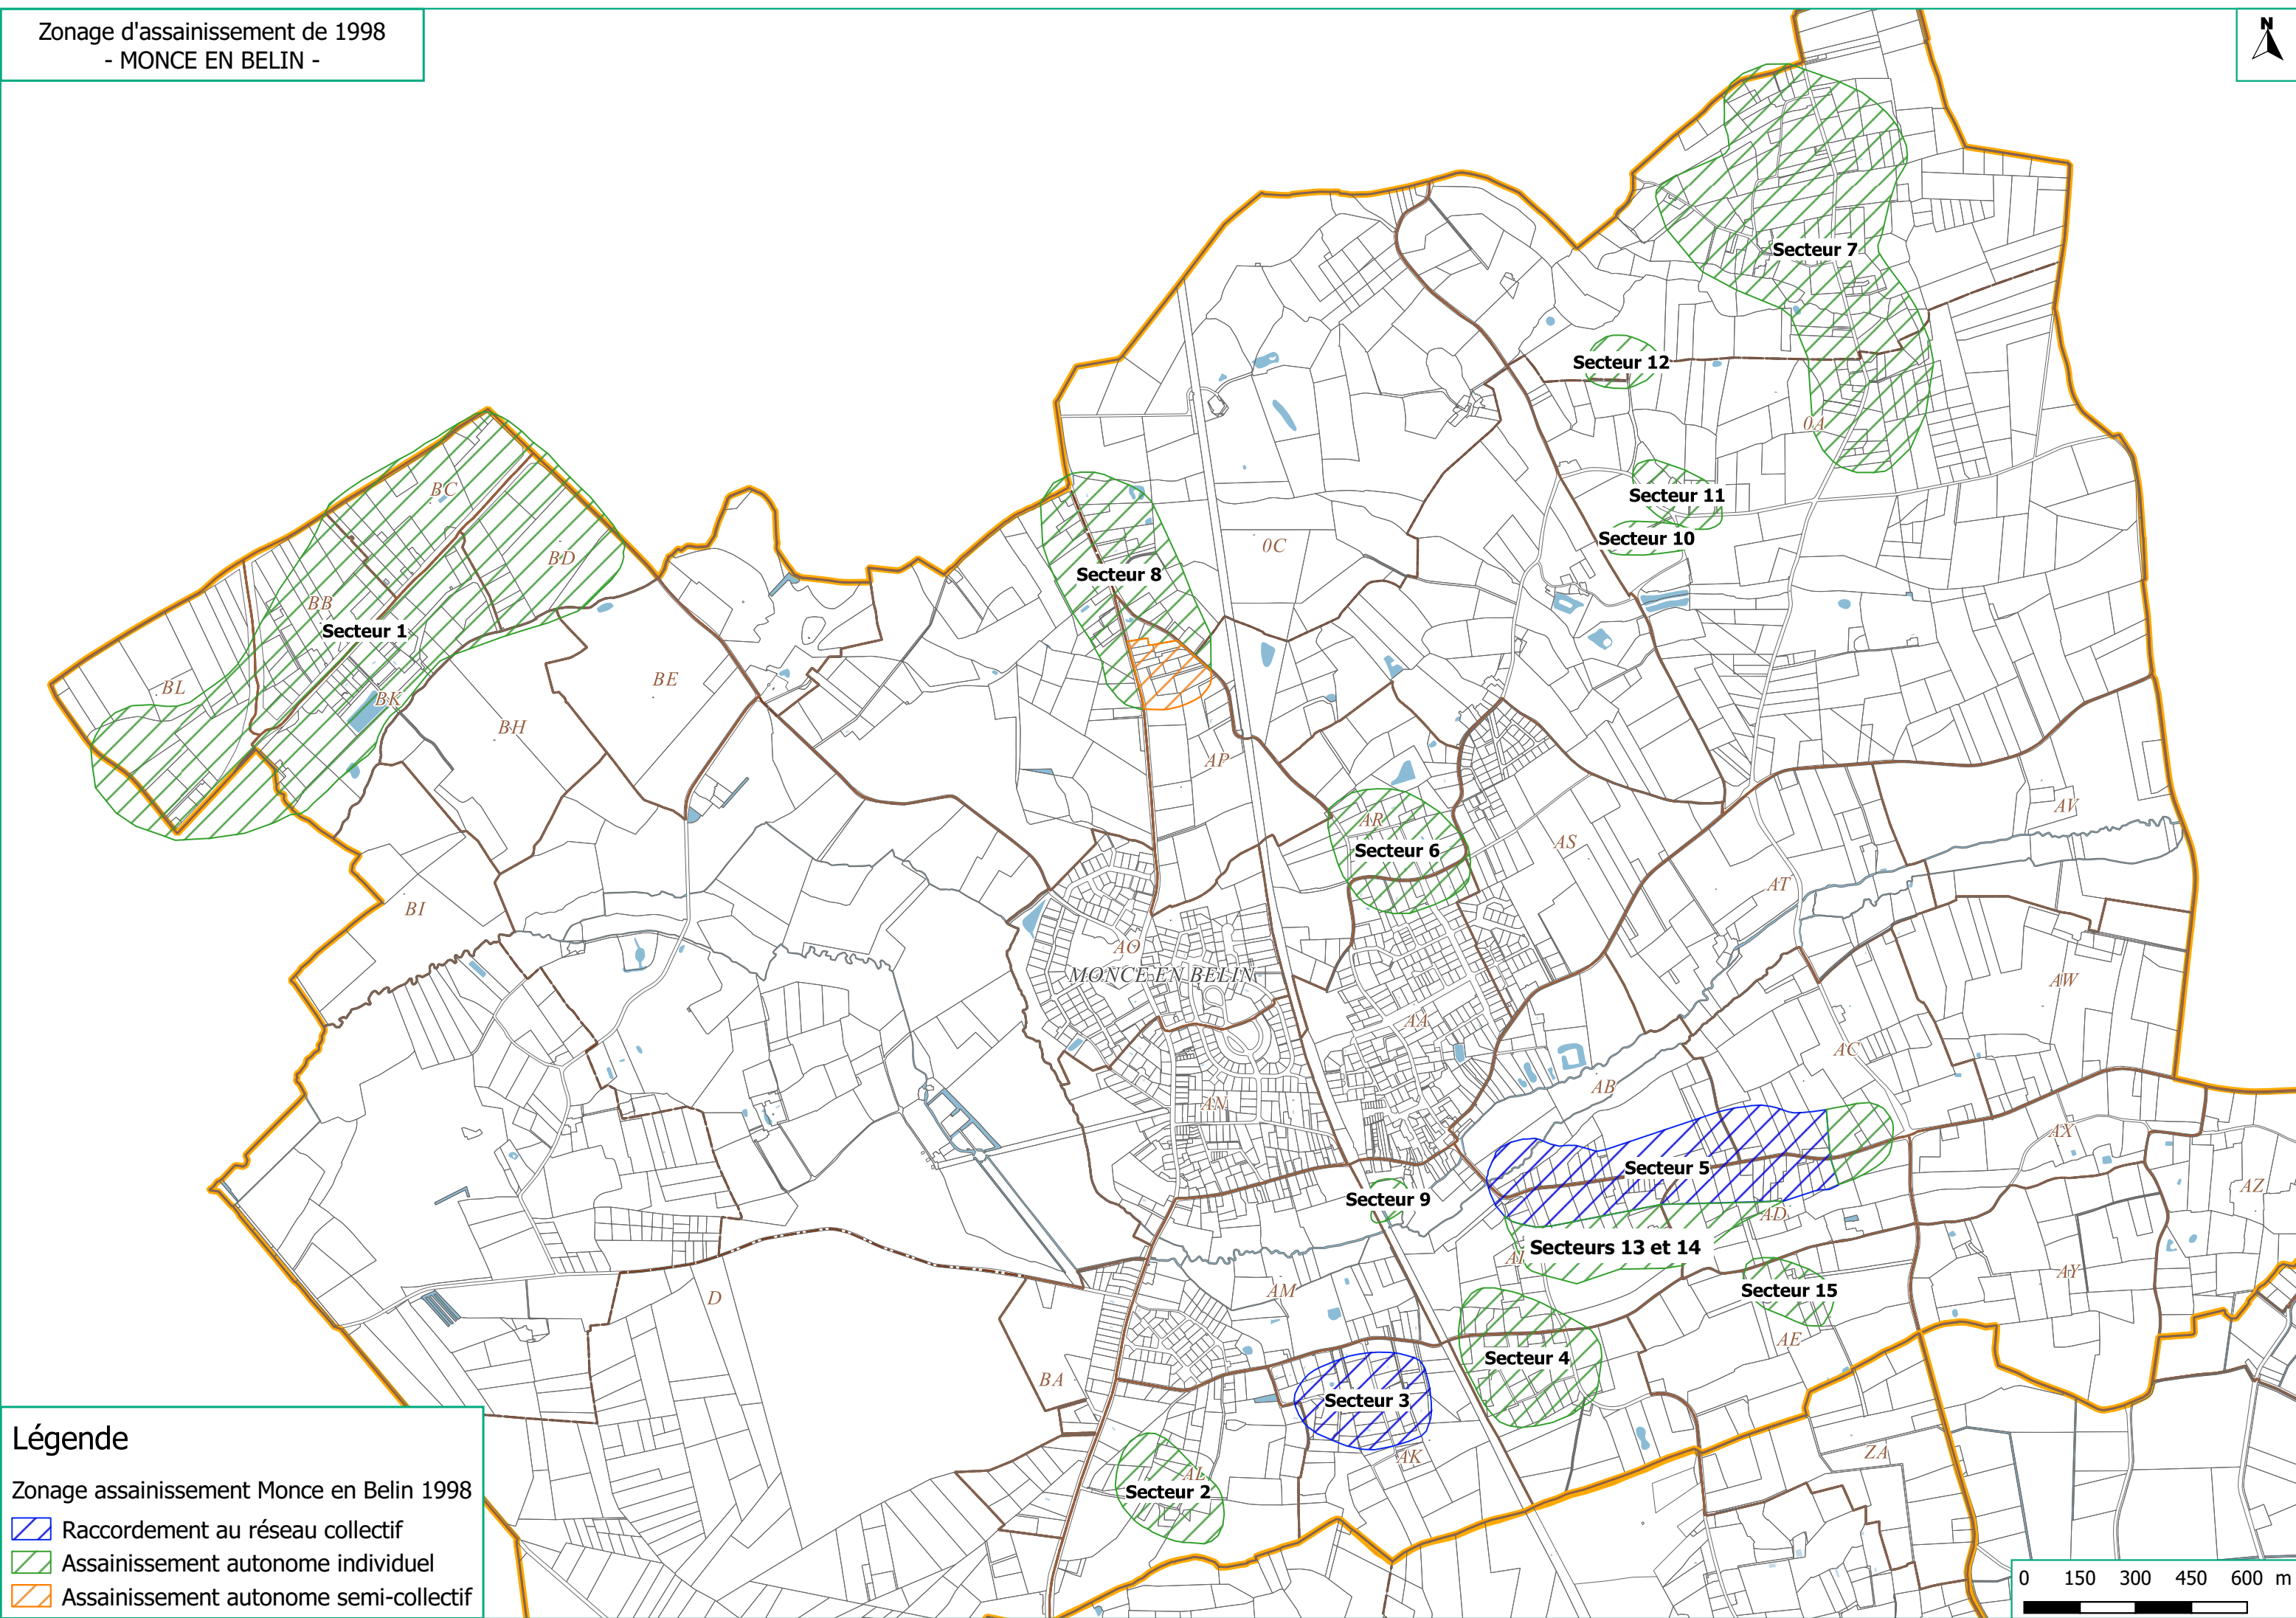 Zonage d'assainissement de 1998
- MONCE EN BELIN -
N
Secteur 7
Secteur 12
0A
BC
Secteur 11
Secteur 10
0C
BD
Secteur 8
BB
Secteur 1
BE
BL
BK
BH
AP
AV
AR
AS
Secteur 6
AT
BI
AO
MONCE EN BELIN
AW
AA
AC
AB
AN
AX
Secteur 5
AZ
Secteur 9
AD
Secteurs 13 et 14
AY
AM
Secteur 15
D
AE
Secteur 4
BA
Secteur 3
AK
ZA
AL
Secteur 2
Légende
Zonage assainissement Monce en Belin 1998
Raccordement au réseau collectif
Assainissement autonome individuel
Assainissement autonome semi-collectif
0 150 300 450 600 m